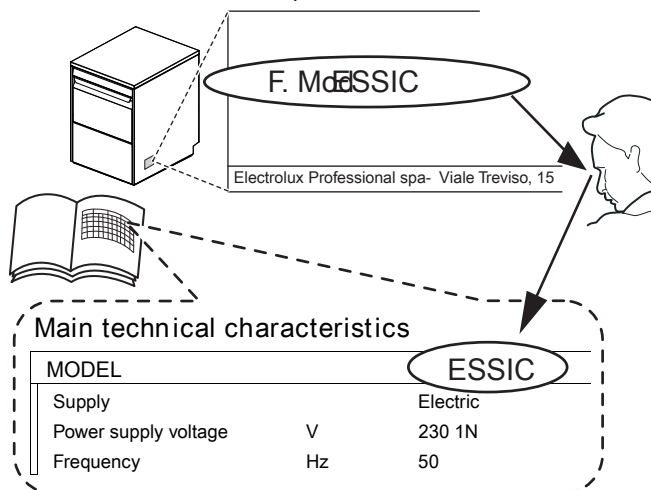 F. Mod. ESSIC
Electrolux Professional spa- Viale Treviso, 15
Main technical characteristics
MODEL ESSIC
Supply Electric
Power supply voltage V 230 1N
Frequency Hz 50